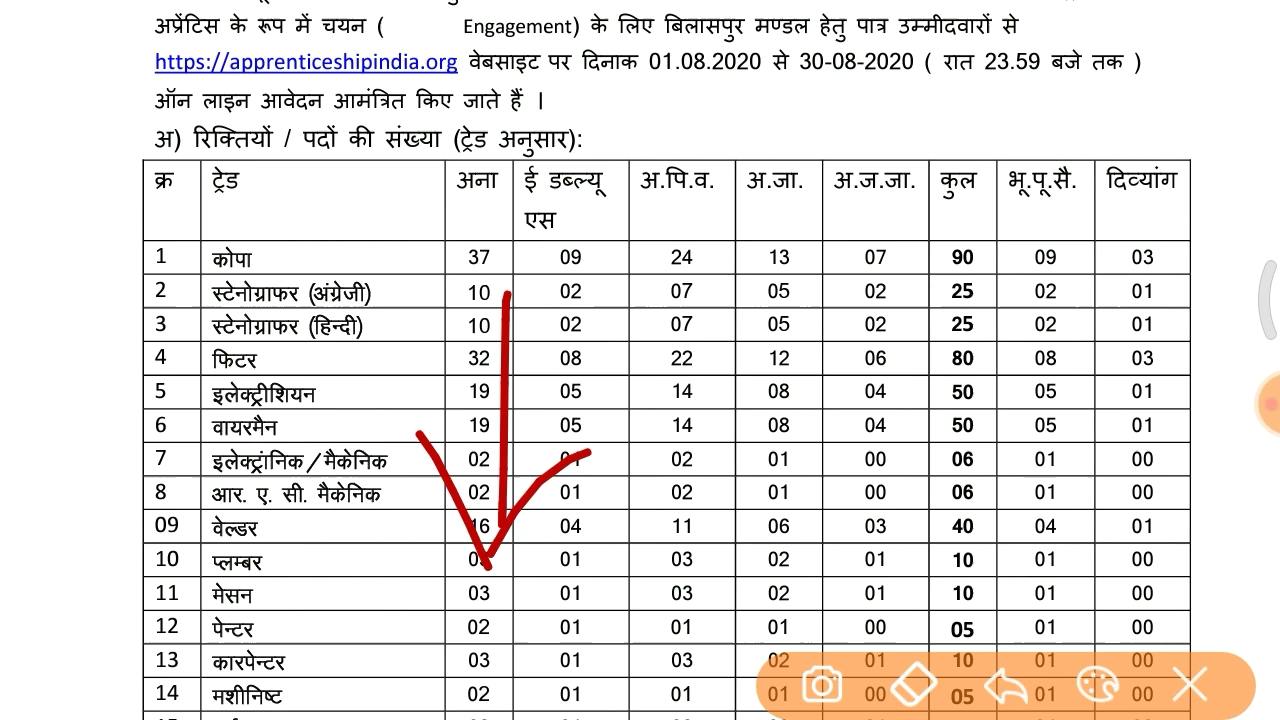 अप्रेंटिस के रूप में चयन ( Engagement) के लिए बिलासपुर मण्डल हेतु पात्र उम्मीदवारों से
https://apprenticeshipindia.org वेबसाइट पर दिनाक 01.08.2020 से 30-08-2020 ( रात 23.59 बजे तक )
ऑन लाइन आवेदन आमंत्रित किए जाते हैं ।
अ) रिक्तियों / पदों की संख्या (ट्रेड अनुसार):
क्र ट्रेड अना ई डब्ल्यू एस अ.पि.व. अ.जा. अ.ज.जा. कुल भू.पू.सै. दिव्यांग
1 कोपा 37 09 24 13 07 90 09 03
2 स्टेनोग्राफर (अंग्रेजी) 10 02 07 05 02 25 02 01
3 स्टेनोग्राफर (हिन्दी) 10 02 07 05 02 25 02 01
4 फिटर 32 08 22 12 06 80 08 03
5 इलेक्ट्रीशियन 19 05 14 08 04 50 05 01
6 वायरमैन 19 05 14 08 04 50 05 01
7 इलेक्ट्रांनिक/मैकेनिक 02 01 02 01 00 06 01 00
8 आर. ए. सी. मैकेनिक 02 01 02 01 00 06 01 00
09 वेल्डर 16 04 11 06 03 40 04 01
10 प्लम्बर 01 03 02 01 10 01 00
11 मेसन 03 01 03 02 01 10 01 00
12 पेन्टर 02 01 01 01 00 05 01 00
13 कारपेन्टर 03 01 03 02 01 10 01 00
14 मशीनिष्ट 02 01 01 01 00 05 01 00